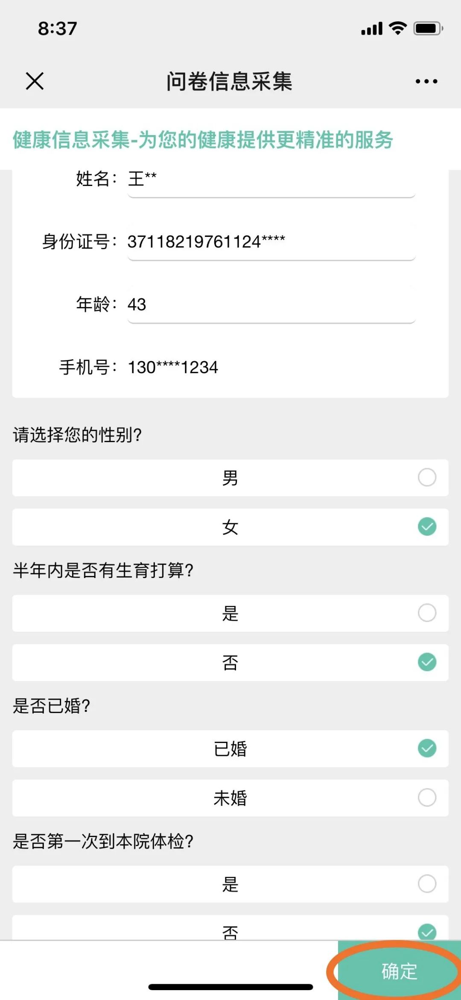 8:37
问卷信息采集
健康信息采集-为您的健康提供更精准的服务
姓名：王**
身份证号：37118219761124****
年龄：43
手机号：130****1234
请选择您的性别？
男
女
半年内是否有生育打算？
是
否
是否已婚？
已婚
未婚
是否第一次到本院体检？
是
否
确定